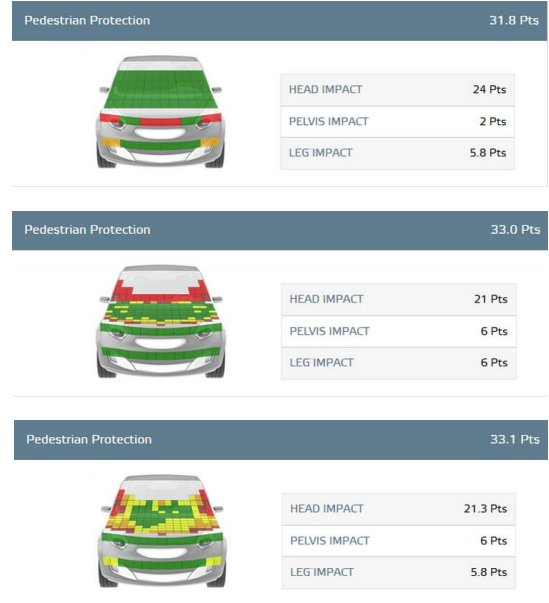 Pedestrian Protection 31.8 Pts
HEAD IMPACT 24 Pts
PELVIS IMPACT 2 Pts
LEG IMPACT 5.8 Pts
Pedestrian Protection 33.0 Pts
HEAD IMPACT 21 Pts
PELVIS IMPACT 6 Pts
LEG IMPACT 6 Pts
Pedestrian Protection 33.1 Pts
HEAD IMPACT 21.3 Pts
PELVIS IMPACT 6 Pts
LEG IMPACT 5.8 Pts